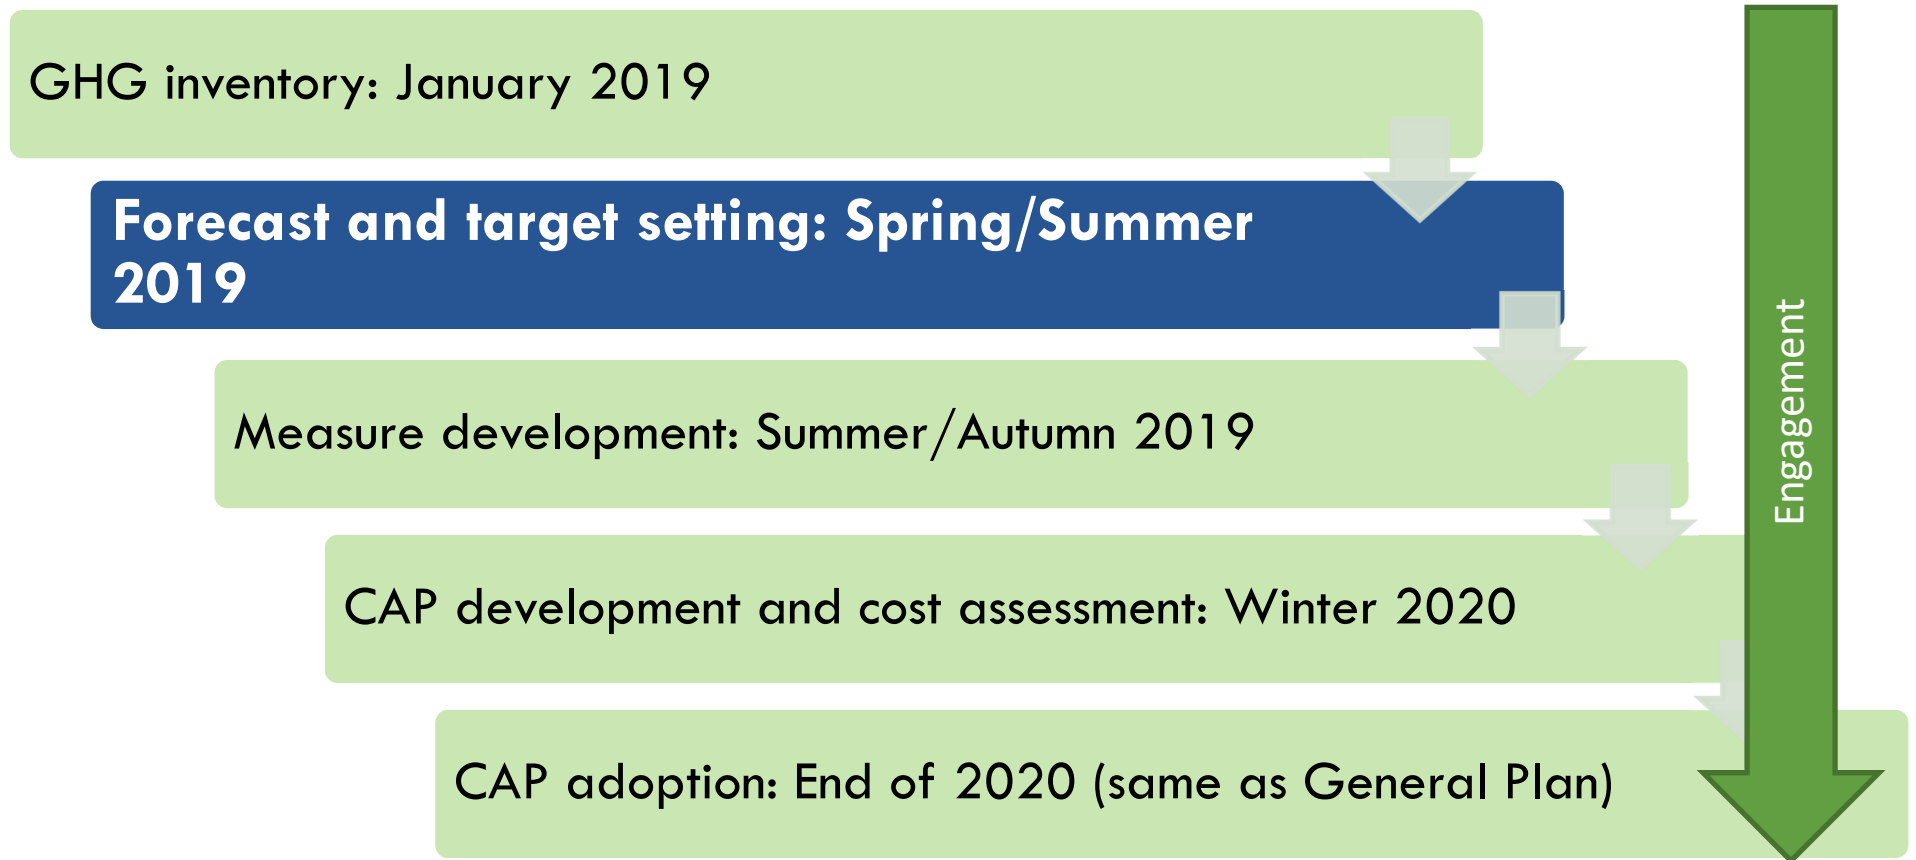 GHG inventory: January 2019
Forecast and target setting: Spring/Summer
2019
Measure development: Summer/Autumn 2019
CAP development and cost assessment: Winter 2020
CAP adoption: End of 2020 (same as General Plan)
Engagement